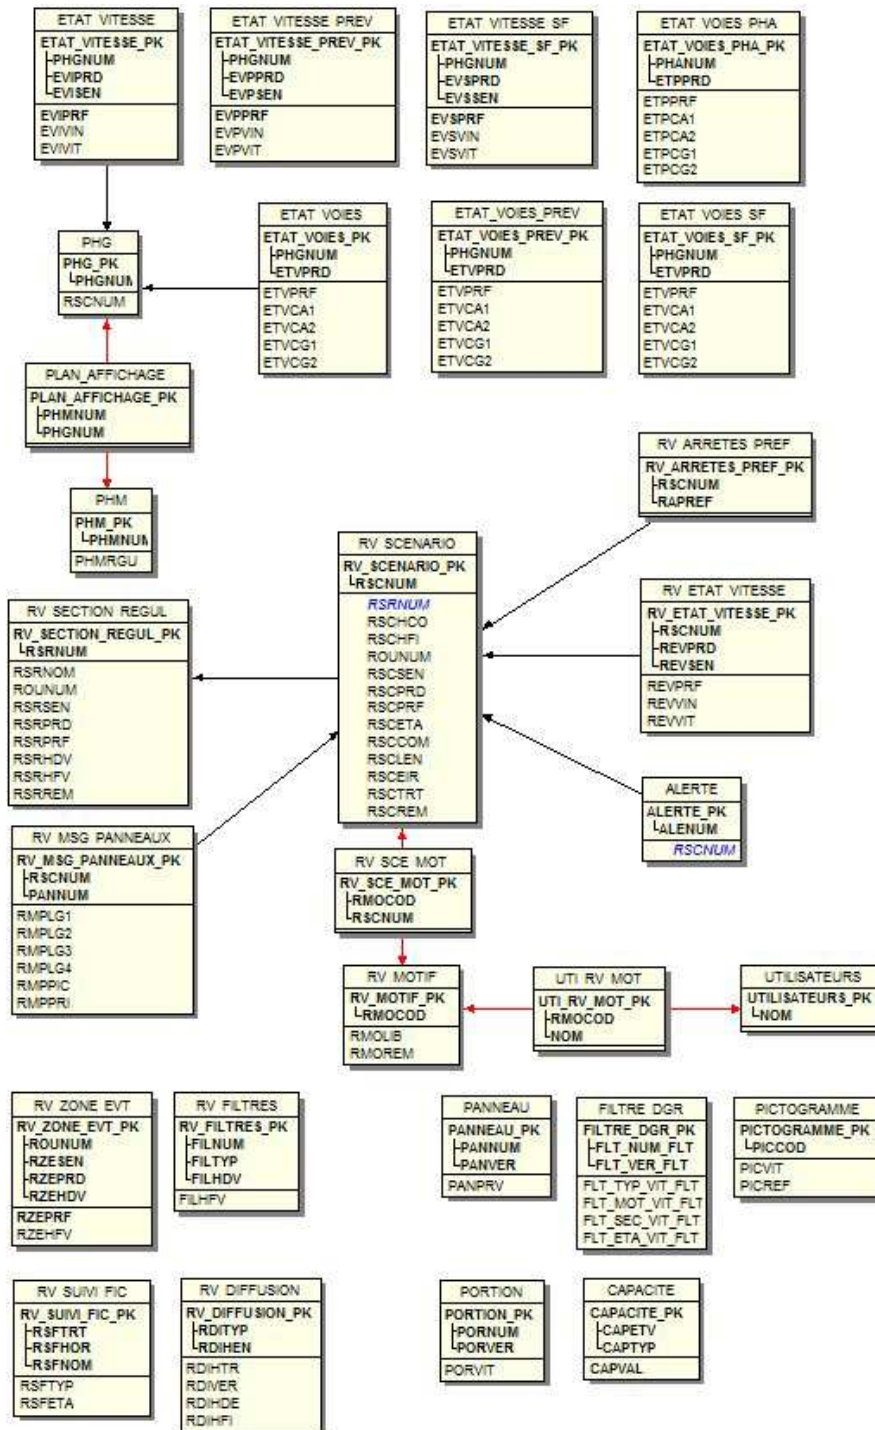 ETAT VITESSE
ETAT_VITESSE_PK
PHGNUM
EVIPRD
EVISEN
EVIPRF
EVIVIN
EVIVIT
ETAT VITESSE PREV
ETAT_VITESSE_PREV_PK
PHGNUM
EVPPRD
EVPSEN
EVPPRF
EVPVIN
EVPVIT
ETAT VITESSE SF
ETAT_VITESSE_SF_PK
PHGNUM
EVSPRD
EVSSEN
EVSPRF
EVSVIN
EVSVIT
ETAT VOIES PHA
ETAT_VOIES_PHA_PK
PHANUM
ETPPRD
ETPPRF
ETPCA1
ETPCA2
ETPCG1
ETPCG2
PHG
PHG_PK
PHGNUM
RSCNUM
ETAT VOIES
ETAT_VOIES_PK
PHGNUM
ETVPRD
ETVPRF
ETVCA1
ETVCA2
ETVCG1
ETVCG2
ETAT_VOIES_PREV
ETAT_VOIES_PREV_PK
PHGNUM
ETVPRD
ETVPRF
ETVCA1
ETVCA2
ETVCG1
ETVCG2
ETAT VOIES SF
ETAT_VOIES_SF_PK
PHGNUM
ETVPRD
ETVPRF
ETVCA1
ETVCA2
ETVCG1
ETVCG2
PLAN_AFFICHAGE
PLAN_AFFICHAGE_PK
PHMNUM
PHGNUM
PHM
PHM_PK
PHMNUM
PHMRGU
RV ARRETES PREF
RV_ARRETES_PREF_PK
RSCNUM
RAPREF
RV SCENARIO
RV_SCENARIO_PK
RSCNUM
RSRNUM
RSCHCO
RSCHFI
ROUNUM
RSCSEN
RSCPRD
RSCPRF
RSCETA
RSCCOM
RSCLEN
RSCEIR
RSCTRT
RSCREM
RV SECTION REGUL
RV_SECTION_REGUL_PK
RSRNUM
RSRNOM
ROUNUM
RSRSEN
RSRPRD
RSRPRF
RSRHDV
RSRHFV
RSRREM
RV ETAT VITESSE
RV_ETAT_VITESSE_PK
RSCNUM
REVPRD
REVSEN
REVPRF
REVVIN
REVVIT
ALERTE
ALERTE_PK
ALENUM
RSCNUM
RV MSG PANNEAUX
RV_MSG_PANNEAUX_PK
RSCNUM
PANNUM
RMPLG1
RMPLG2
RMPLG3
RMPLG4
RMPPIC
RMPPRI
RV SCE MOT
RV_SCE_MOT_PK
RMOCOD
RSCNUM
RV MOTIF
RV_MOTIF_PK
RMOCOD
RMOLIB
RMOREM
UTI RV MOT
UTI_RV_MOT_PK
RMOCOD
NOM
UTILISATEURS
UTILISATEURS_PK
NOM
RV ZONE EVT
RV_ZONE_EVT_PK
ROUNUM
RZESEN
RZEPRD
RZEHDV
RZEPRF
RZEHFV
RV FILTRES
RV_FILTRES_PK
FILNUM
FILTYP
FILHDV
FILHFV
PANNEAU
PANNEAU_PK
PANNUM
PANVER
PANPRV
FILTRE DGR
FILTRE_DGR_PK
FLT_NUM_FLT
FLT_VER_FLT
FLT_TYP_VIT_FLT
FLT_MOT_VIT_FLT
FLT_SEC_VIT_FLT
FLT_ETA_VIT_FLT
PICTOGRAMME
PICTOGRAMME_PK
PICCOD
PICVIT
PICREF
RV SUIVI FIC
RV_SUIVI_FIC_PK
RSFTRT
RSFHOR
RSFNOM
RSFTYP
RSFETA
RV DIFFUSION
RV_DIFFUSION_PK
RDITYP
RDIHEN
RDIHTR
RDIVER
RDIHDE
RDIHFI
PORTION
PORTION_PK
PORNUM
PORVER
PORVIT
CAPACITE
CAPACITE_PK
CAPETV
CAPTYP
CAPVAL